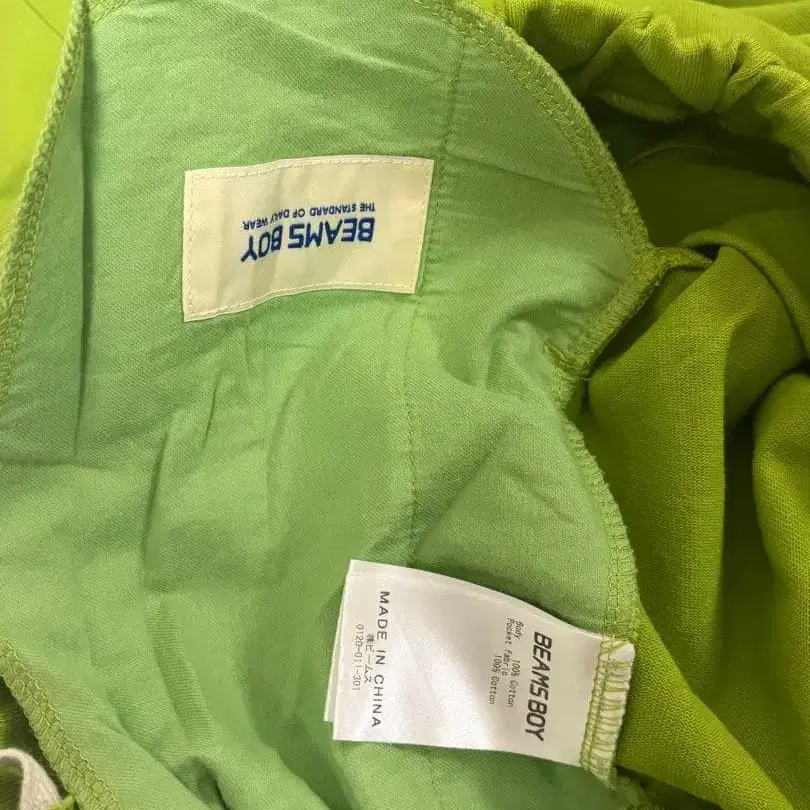 BEAMS BOY
THE STANDARD OF DAILY WEAR
BEAMS BOY
Body 100% Cotton
Pocket fabric
100% Cotton
MADE IN CHINA
㈱ビームス
0120-011-301